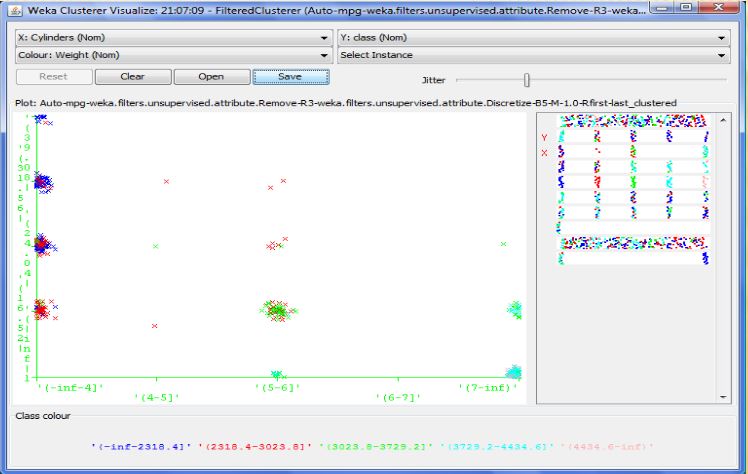 Weka Clusterer Visualize: 21:07:09 - FilteredClusterer (Auto-mpg-weka.filters.unsupervised.attribute.Remove-R3-weka...
X: Cylinders (Nom)
Y: class (Nom)
Colour: Weight (Nom)
Select Instance
Reset
Clear
Open
Save
Jitter
Plot: Auto-mpg-weka.filters.unsupervised.attribute.Remove-R3-weka.filters.unsupervised.attribute.Discretize-B5-M-1.0-Rfirst-last_clustered
Y
X
'(-inf-4]'
'(4-5]'
'(5-6]'
'(6-7]'
'(7-inf)'
Class colour
'(-inf-2318.4]' '(2318.4-3023.8]' '(3023.8-3729.2]' '(3729.2-4434.6]' '(4434.6-inf)'